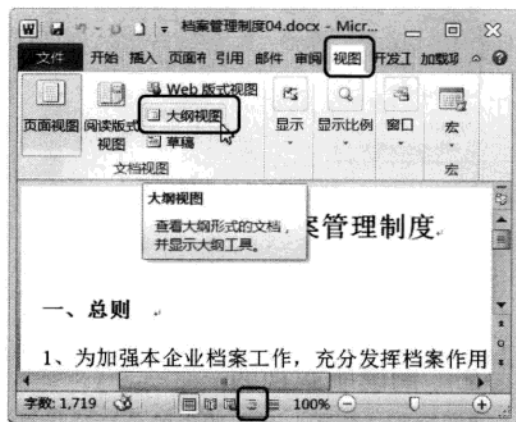 档案管理制度04.docx - Micr...
文件 开始 插入 页面布 引用 邮件 审阅 视图 开发工 加载项
页面视图 阅读版式视图 Web 版式视图 大纲视图 草稿 显示 显示比例 窗口 宏
文档视图 宏
大纲视图
查看大纲形式的文档，
并显示大纲工具。
案管理制度
一、总则
1、为加强本企业档案工作，充分发挥档案作用
字数: 1,719 100%